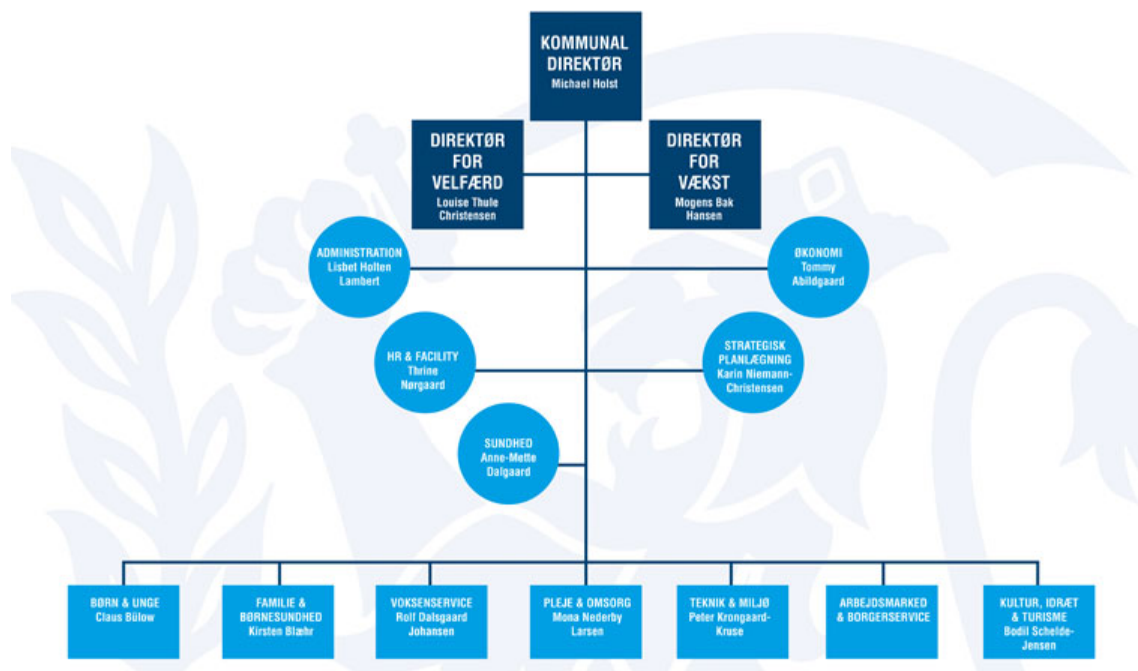 KOMMUNAL
DIREKTØR
Michael Holst
DIREKTØR
FOR
VELFÆRD
Louise Thule
Christensen
DIREKTØR
FOR
VÆKST
Mogens Bak
Hansen
ADMINISTRATION
Lisbet Holten
Lambert
ØKONOMI
Tommy
Abildgaard
HR & FACILITY
Thrine
Nørgaard
STRATEGISK
PLANLÆGNING
Karin Niemann-
Christensen
SUNDHED
Anne-Mette
Dalgaard
BØRN & UNGE
Claus Bülow
FAMILIE &
BØRNESUNDHED
Kirsten Blæhr
VOKSENSERVICE
Rolf Dalsgaard
Johansen
PLEJE & OMSORG
Mona Nederby
Larsen
TEKNIK & MILJØ
Peter Krongaard-
Kruse
ARBEJDSMARKED
& BORGERSERVICE
KULTUR, IDRÆT
& TURISME
Bodil Schelde-
Jensen